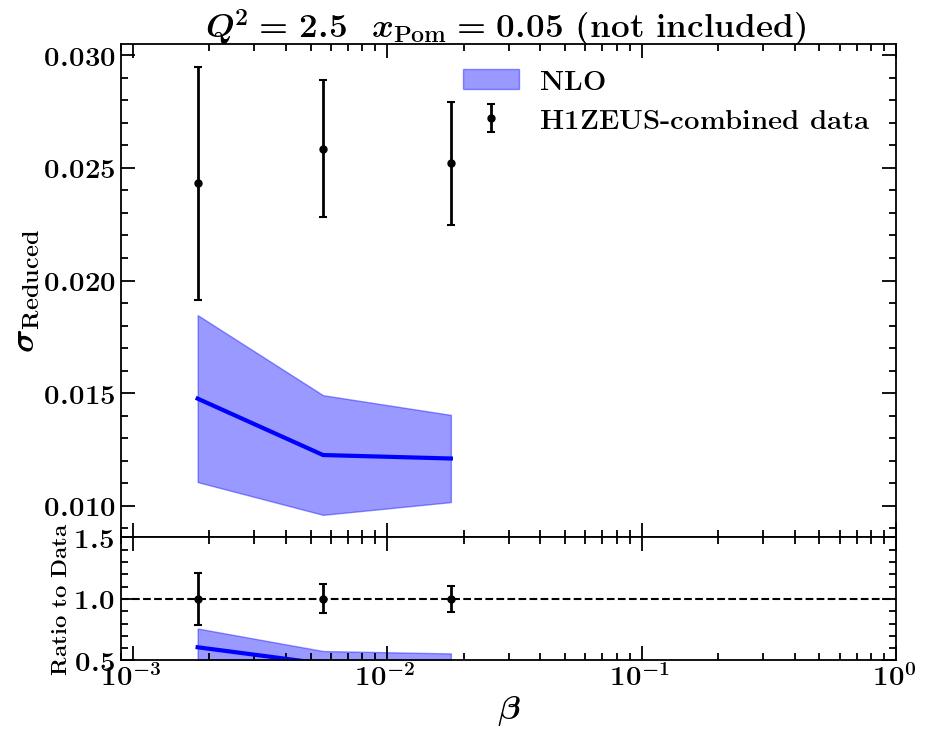 Q² = 2.5 x_Pom = 0.05 (not included)
NLO
H1ZEUS-combined data
σ_Reduced
0.030
0.025
0.020
0.015
0.010
Ratio to Data
1.5
1.0
0.5
10⁻³ 10⁻² 10⁻¹ 10⁰
β